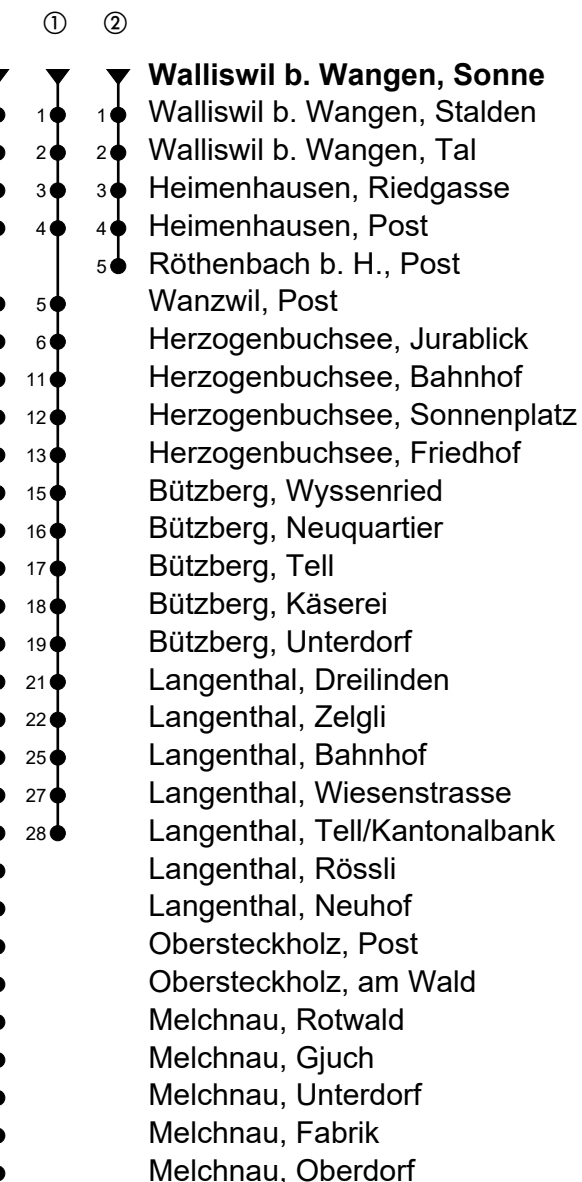 ① ②
Walliswil b. Wangen, Sonne
1 1 Walliswil b. Wangen, Stalden
2 2 Walliswil b. Wangen, Tal
3 3 Heimenhausen, Riedgasse
4 4 Heimenhausen, Post
5 Röthenbach b. H., Post
5 Wanzwil, Post
6 Herzogenbuchsee, Jurablick
11 Herzogenbuchsee, Bahnhof
12 Herzogenbuchsee, Sonnenplatz
13 Herzogenbuchsee, Friedhof
15 Bützberg, Wyssenried
16 Bützberg, Neuquartier
17 Bützberg, Tell
18 Bützberg, Käserei
19 Bützberg, Unterdorf
21 Langenthal, Dreilinden
22 Langenthal, Zelgli
25 Langenthal, Bahnhof
27 Langenthal, Wiesenstrasse
28 Langenthal, Tell/Kantonalbank
Langenthal, Rössli
Langenthal, Neuhof
Obersteckholz, Post
Obersteckholz, am Wald
Melchnau, Rotwald
Melchnau, Gjuch
Melchnau, Unterdorf
Melchnau, Fabrik
Melchnau, Oberdorf